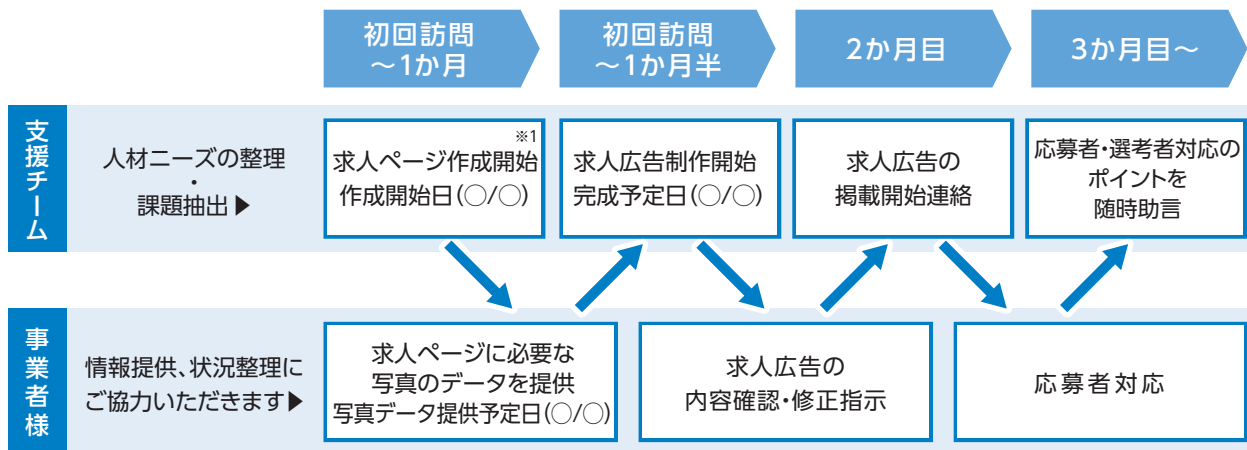 初回訪問
～1か月
初回訪問
～1か月半
2か月目
3か月目～
支援チーム
人材ニーズの整理
・
課題抽出▶
※1
求人ページ作成開始
作成開始日(○/○)
求人広告制作開始
完成予定日(○/○)
求人広告の
掲載開始連絡
応募者・選考者対応の
ポイントを
随時助言
事業者様
情報提供、状況整理に
ご協力いただきます▶
求人ページに必要な
写真のデータを提供
写真データ提供予定日(○/○)
求人広告の
内容確認・修正指示
応募者対応